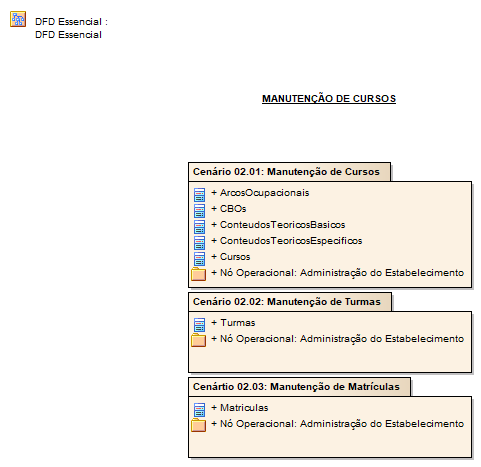 DFD Essencial :
DFD Essencial
MANUTENÇÃO DE CURSOS
Cenário 02.01: Manutenção de Cursos
+ ArcosOcupacionais
+ CBOs
+ ConteudosTeoricosBasicos
+ ConteudosTeoricosEspecificos
+ Cursos
+ Nó Operacional: Administração do Estabelecimento
Cenário 02.02: Manutenção de Turmas
+ Turmas
+ Nó Operacional: Administração do Estabelecimento
Cenártio 02.03: Manutenção de Matrículas
+ Matriculas
+ Nó Operacional: Administração do Estabelecimento